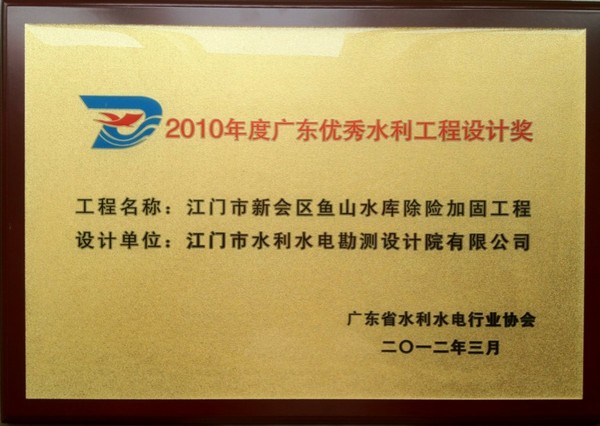 2010年度广东优秀水利工程设计奖
工程名称：江门市新会区鱼山水库除险加固工程
设计单位：江门市水利水电勘测设计院有限公司
广东省水利水电行业协会
二〇一二年三月